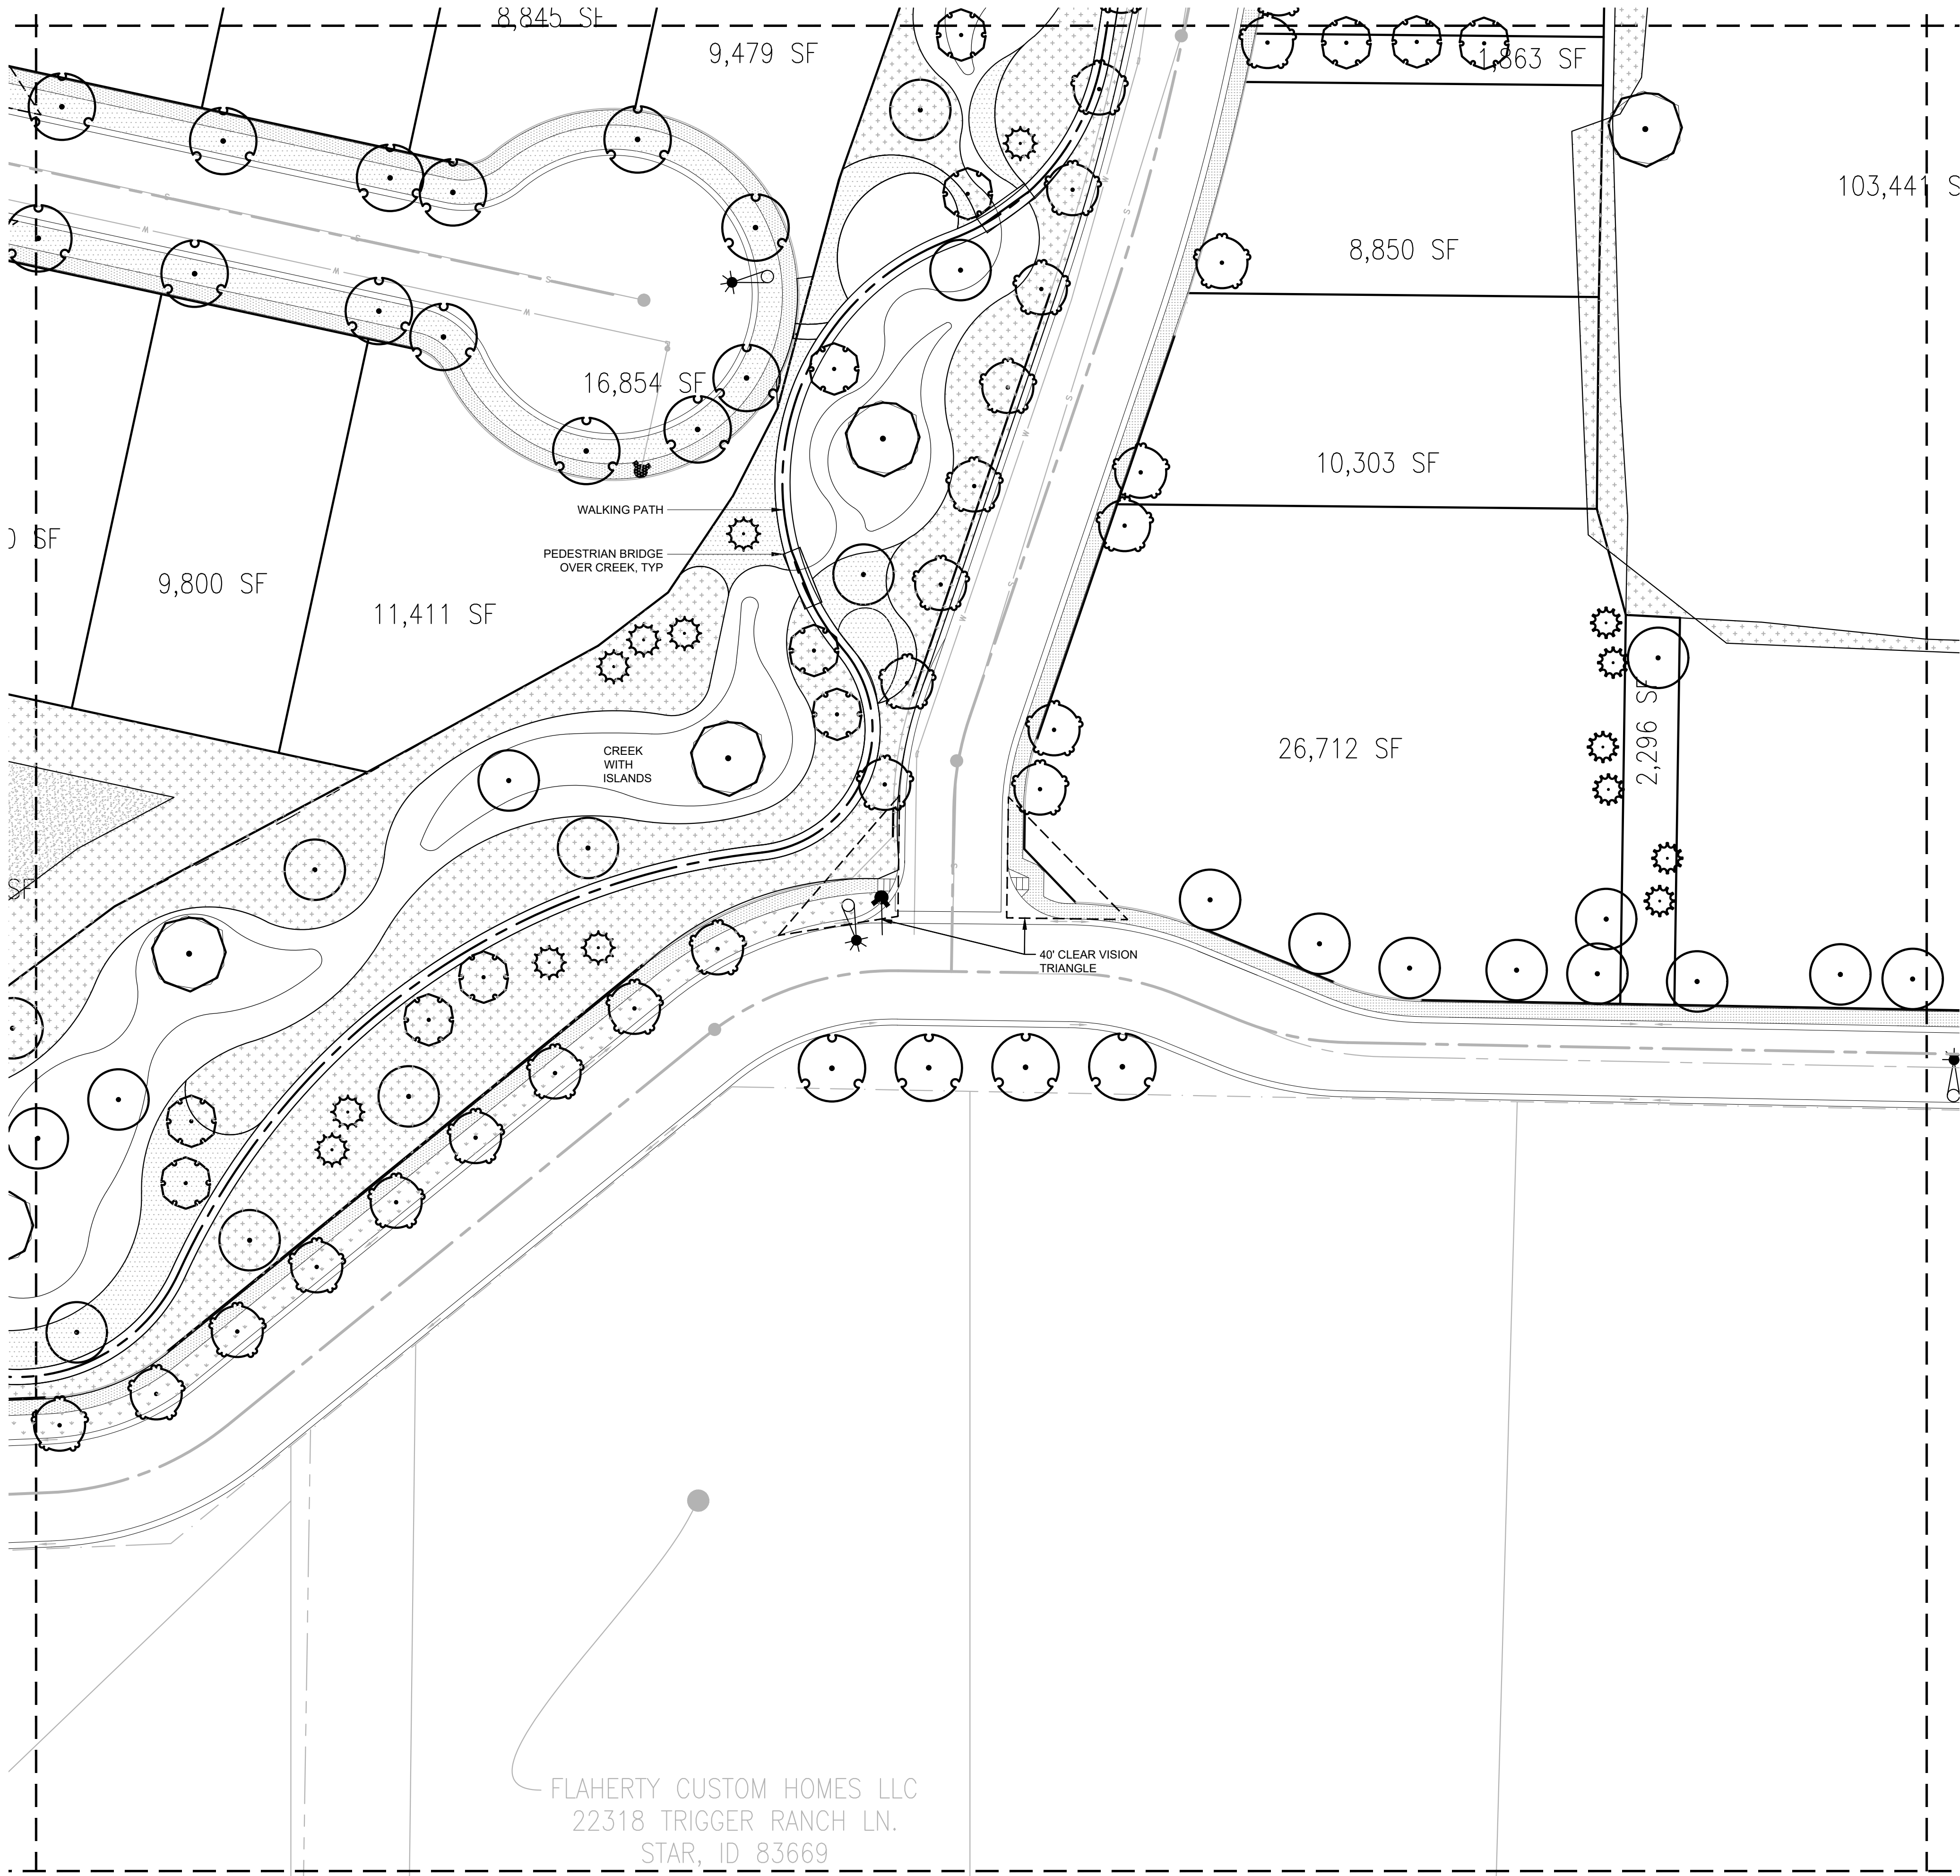 8,845 SF
9,479 SF
1,863 SF
103,441 S
8,850 SF
16,854 SF
10,303 SF
WALKING PATH
0 SF
PEDESTRIAN BRIDGE
OVER CREEK, TYP
9,800 SF
11,411 SF
2,296 SF
26,712 SF
CREEK
WITH
ISLANDS
SF
40' CLEAR VISION
TRIANGLE
FLAHERTY CUSTOM HOMES LLC
22318 TRIGGER RANCH LN.
STAR, ID 83669